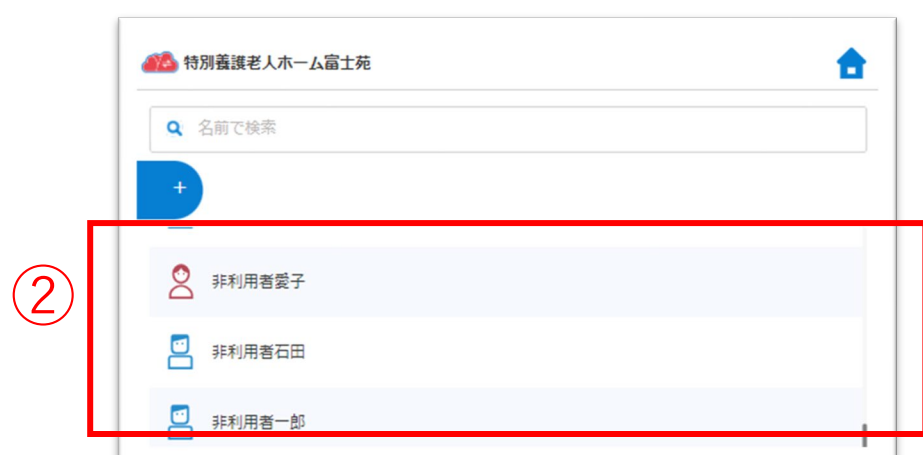 特別養護老人ホーム富士苑
名前で検索
+
②
非利用者愛子
非利用者石田
非利用者一郎